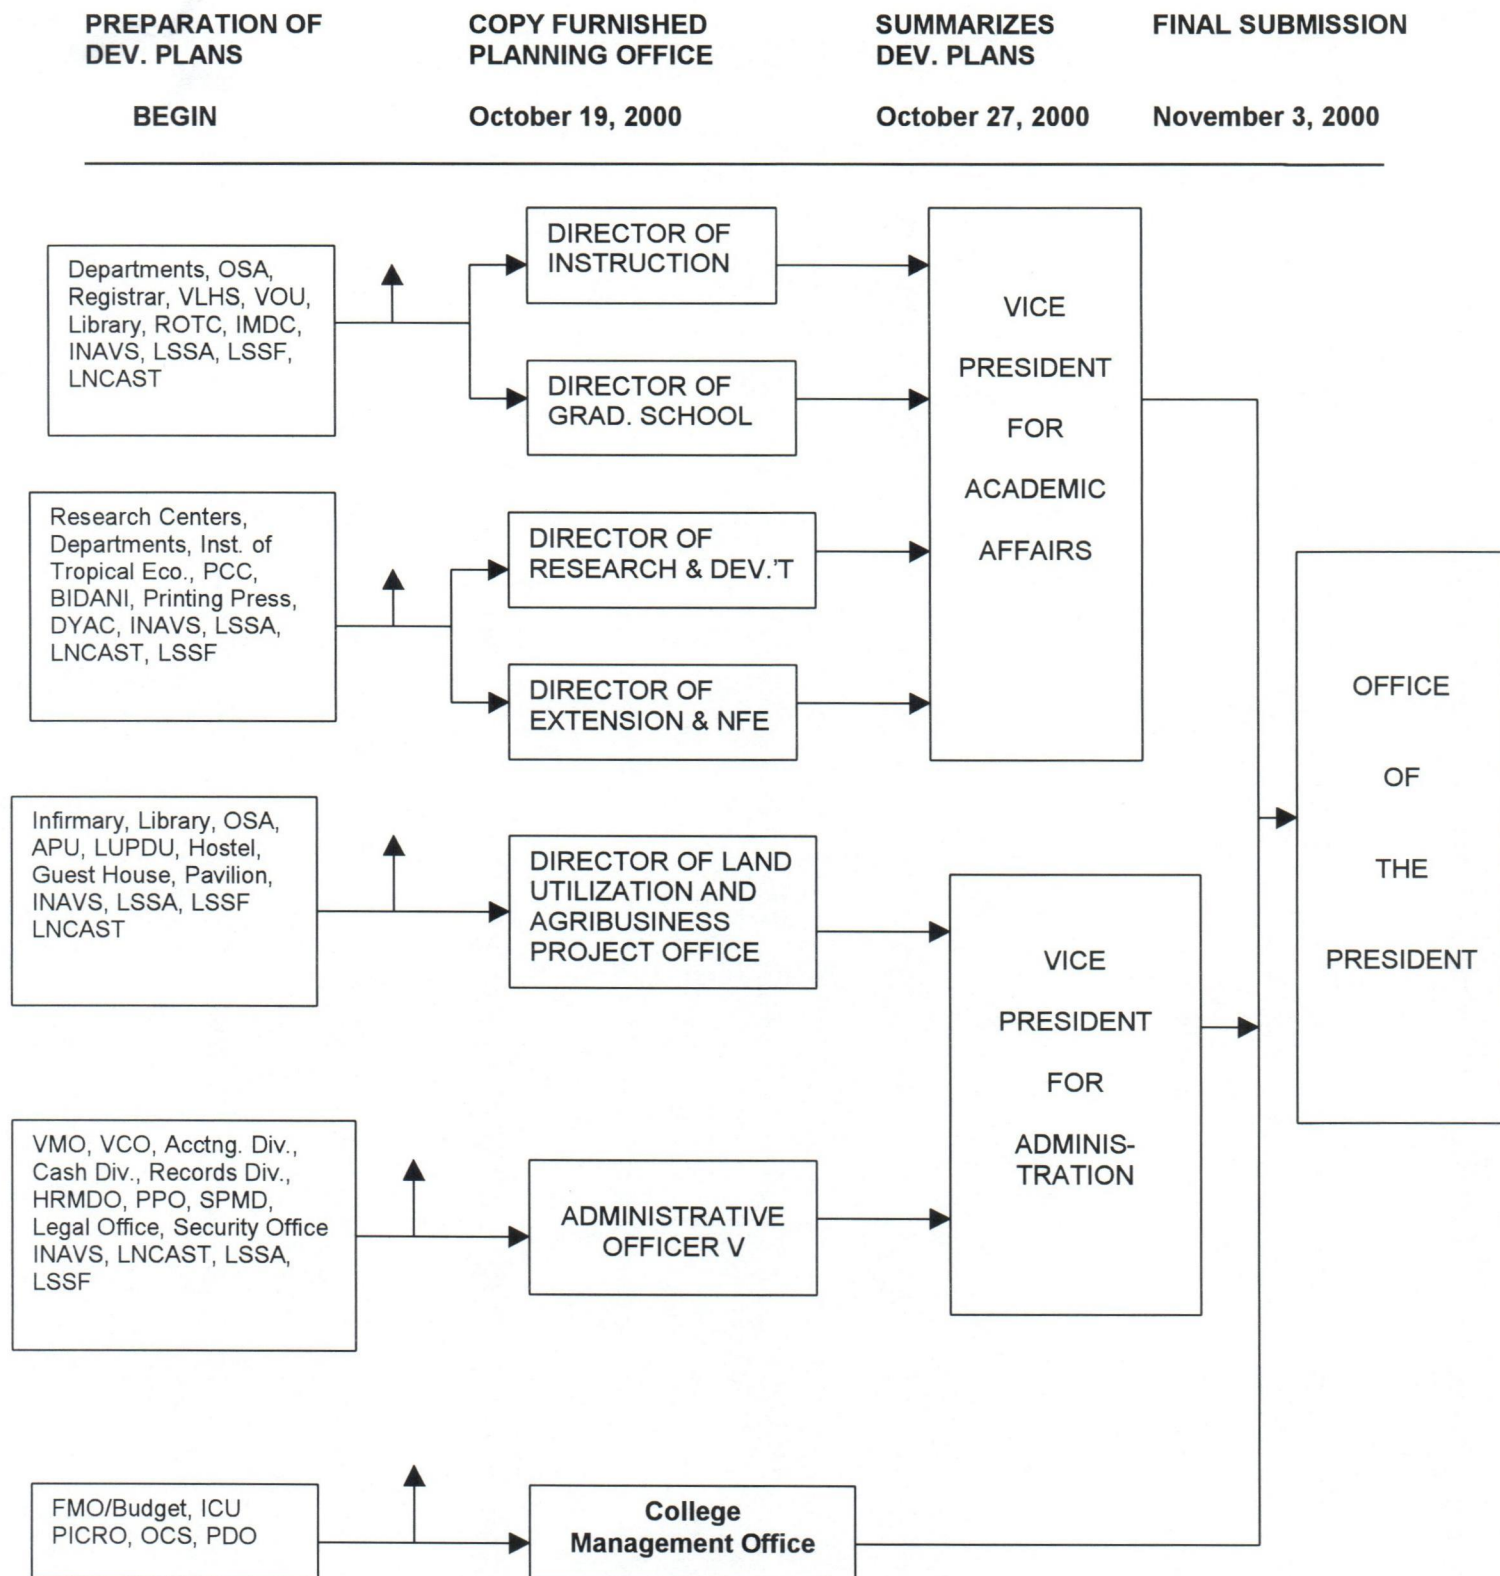 PREPARATION OF
DEV. PLANS
BEGIN
COPY FURNISHED
PLANNING OFFICE
October 19, 2000
SUMMARIZES
DEV. PLANS
October 27, 2000
FINAL SUBMISSION
November 3, 2000
Departments, OSA,
Registrar, VLHS, VOU,
Library, ROTC, IMDC,
INAVS, LSSA, LSSF,
LNCAST
DIRECTOR OF
INSTRUCTION
DIRECTOR OF
GRAD. SCHOOL
Research Centers,
Departments, Inst. of
Tropical Eco., PCC,
BIDANI, Printing Press,
DYAC, INAVS, LSSA,
LNCAST, LSSF
DIRECTOR OF
RESEARCH & DEV.'T
DIRECTOR OF
EXTENSION & NFE
VICE
PRESIDENT
FOR
ACADEMIC
AFFAIRS
Infirmary, Library, OSA,
APU, LUPDU, Hostel,
Guest House, Pavilion,
INAVS, LSSA, LSSF
LNCAST
DIRECTOR OF LAND
UTILIZATION AND
AGRIBUSINESS
PROJECT OFFICE
VMO, VCO, Acctng. Div.,
Cash Div., Records Div.,
HRMDO, PPO, SPMD,
Legal Office, Security Office
INAVS, LNCAST, LSSA,
LSSF
ADMINISTRATIVE
OFFICER V
VICE
PRESIDENT
FOR
ADMINIS-
TRATION
OFFICE
OF
THE
PRESIDENT
FMO/Budget, ICU
PICRO, OCS, PDO
College
Management Office